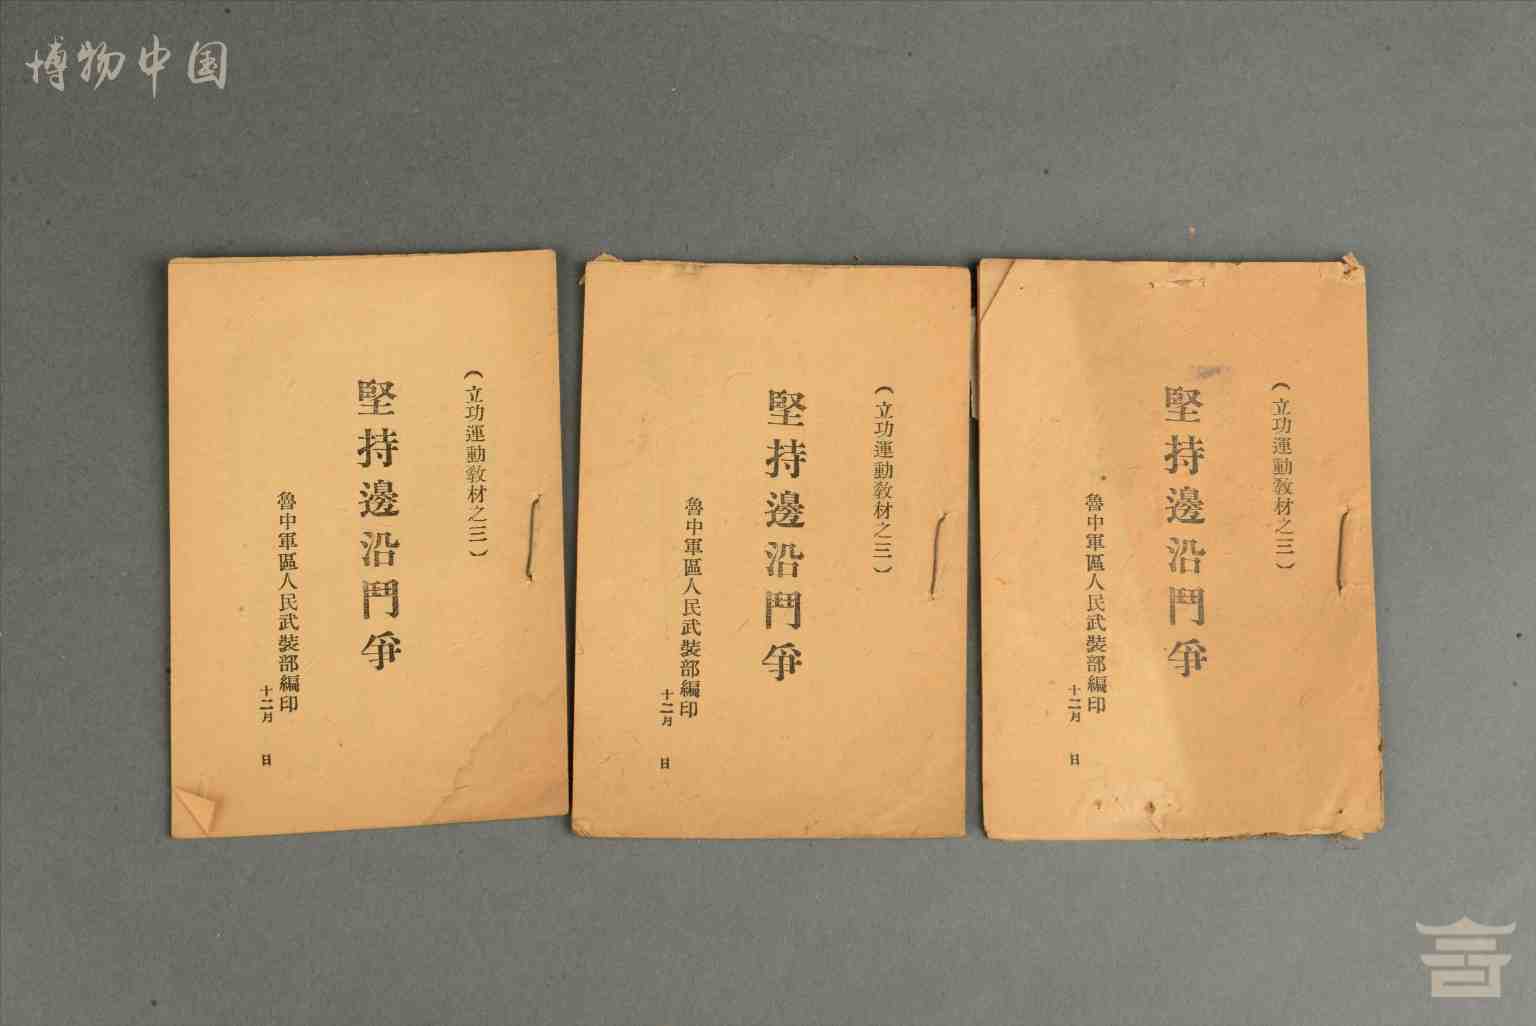 博物中国
（立功運動教材之三）
堅持邊沿鬥爭
魯中軍區人民武裝部編印
十二月　日
（立功運動教材之三）
堅持邊沿鬥爭
魯中軍區人民武裝部編印
十二月　日
（立功運動教材之三）
堅持邊沿鬥爭
魯中軍區人民武裝部編印
十二月　日